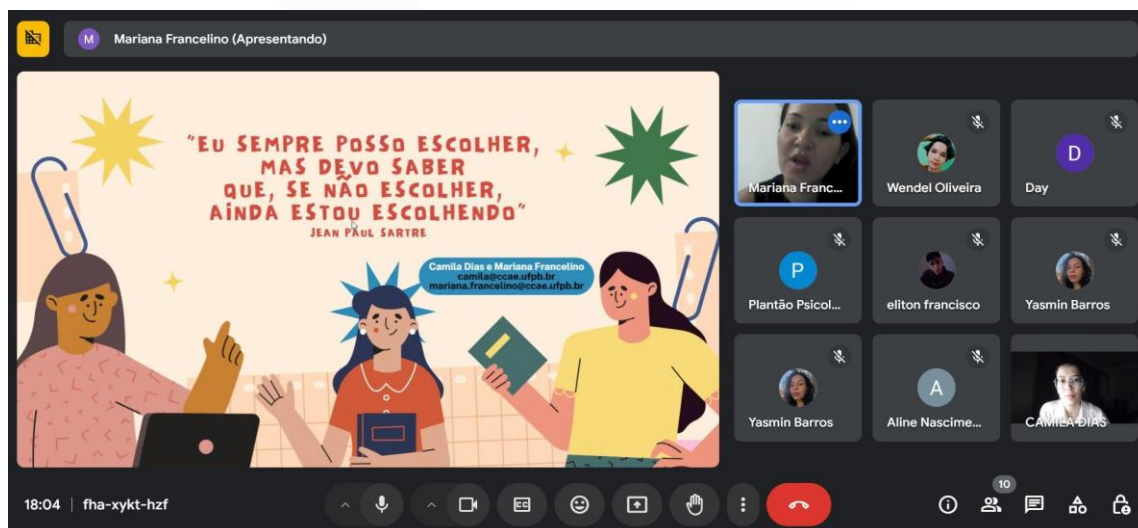 M
Mariana Francelino (Apresentando)
"EU SEMPRE POSSO ESCOLHER,
MAS DEVO SABER
QUE, SE NÃO ESCOLHER,
AINDA ESTOU ESCOLHENDO"
JEAN PAUL SARTRE
Camila Dias e Mariana Francelino
camila@ccae.ufpb.br
mariana.francelino@ccae.ufpb.br
Mariana Franc...
Wendel Oliveira
D
Day
P
Plantão Psicol...
eliton francisco
Yasmin Barros
Yasmin Barros
A
Aline Nascime...
CAMILA DIAS
18:04 | fha-xykt-hzf
CC
10